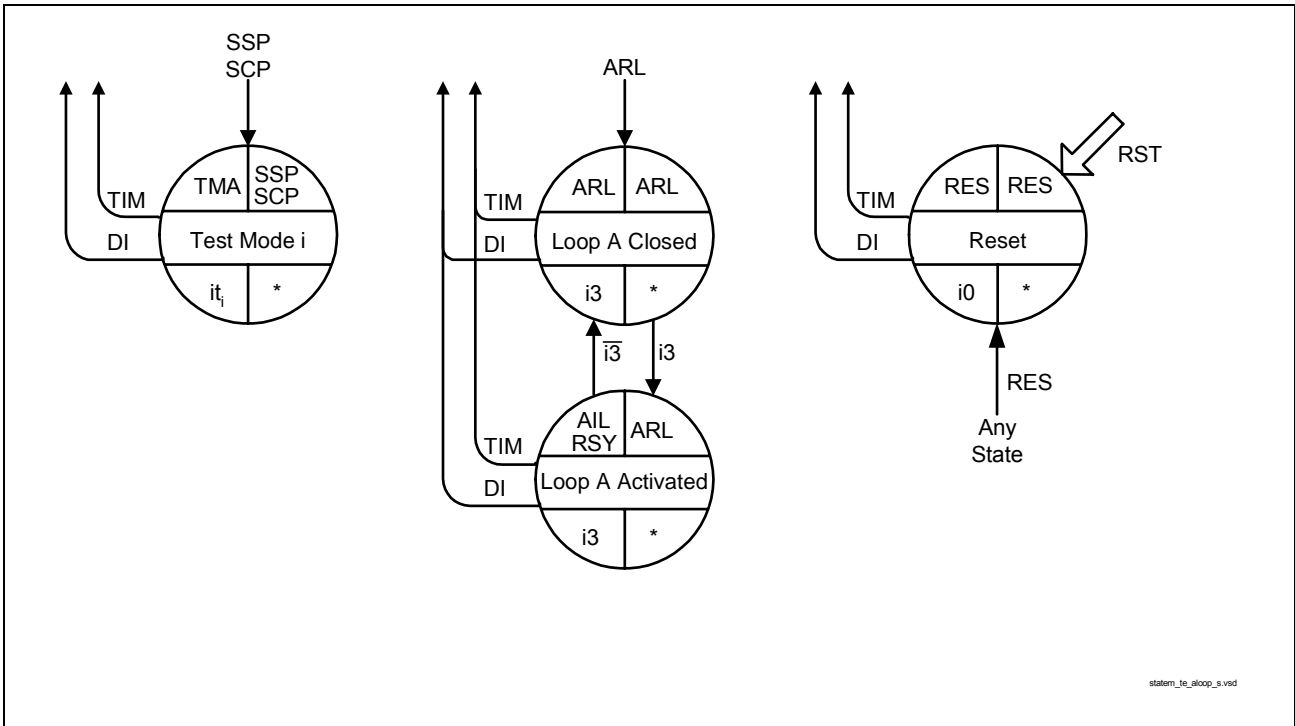 SSP
SCP
TMA
SSP
SCP
TIM
DI
Test Mode i
it_i
*
ARL
ARL
ARL
TIM
DI
Loop A Closed
i3
*
i̅3̅
i3
AIL
RSY
ARL
TIM
DI
Loop A Activated
i3
*
RST
RES
RES
TIM
DI
Reset
i0
*
RES
Any
State
statem_te_aloop_s.vsd